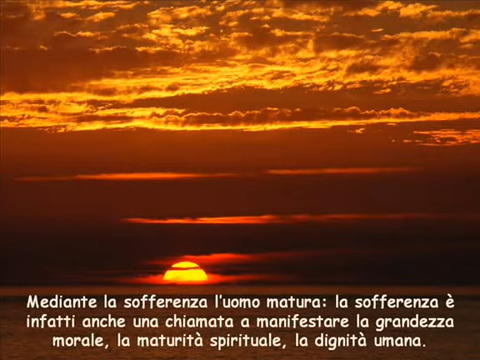 Mediante la sofferenza l'uomo matura: la sofferenza è
infatti anche una chiamata a manifestare la grandezza
morale, la maturità spirituale, la dignità umana.